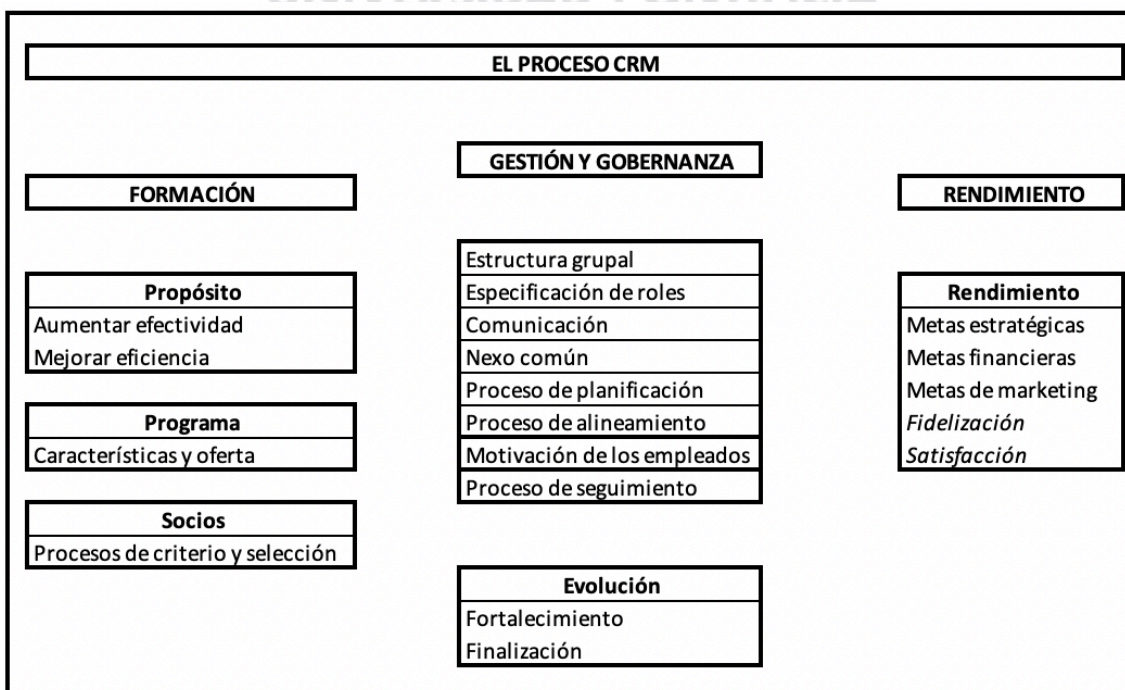 EL PROCESO CRM
FORMACIÓN
Propósito
Aumentar efectividad
Mejorar eficiencia
Programa
Características y oferta
Socios
Procesos de criterio y selección
GESTIÓN Y GOBERNANZA
Estructura grupal
Especificación de roles
Comunicación
Nexo común
Proceso de planificación
Proceso de alineamiento
Motivación de los empleados
Proceso de seguimiento
Evolución
Fortalecimiento
Finalización
RENDIMIENTO
Rendimiento
Metas estratégicas
Metas financieras
Metas de marketing
Fidelización
Satisfacción